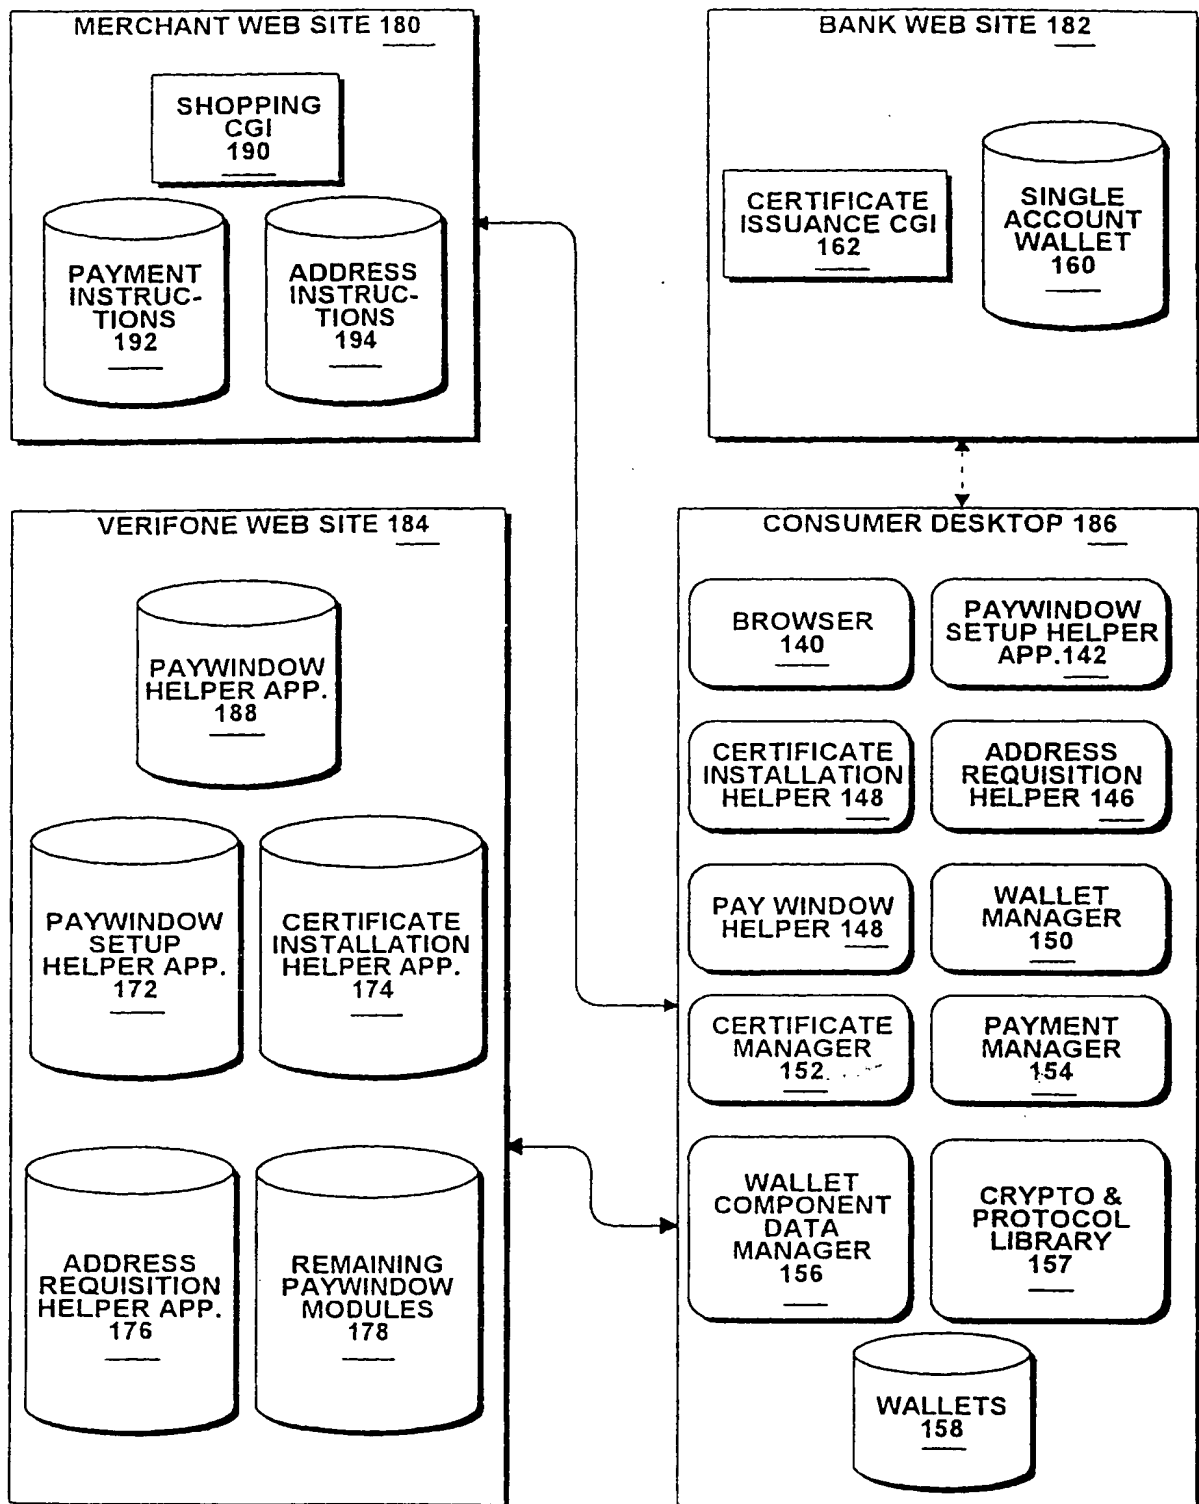 MERCHANT WEB SITE 180
SHOPPING
CGI
190
PAYMENT
INSTRUC-
TIONS
192
ADDRESS
INSTRUC-
TIONS
194
BANK WEB SITE 182
CERTIFICATE
ISSUANCE CGI
162
SINGLE
ACCOUNT
WALLET
160
VERIFONE WEB SITE 184
PAYWINDOW
HELPER APP.
188
PAYWINDOW
SETUP
HELPER APP.
172
CERTIFICATE
INSTALLATION
HELPER APP.
174
ADDRESS
REQUISITION
HELPER APP.
176
REMAINING
PAYWINDOW
MODULES
178
CONSUMER DESKTOP 186
BROWSER
140
PAYWINDOW
SETUP HELPER
APP.142
CERTIFICATE
INSTALLATION
HELPER 148
ADDRESS
REQUISITION
HELPER 146
PAY WINDOW
HELPER 148
WALLET
MANAGER
150
CERTIFICATE
MANAGER
152
PAYMENT
MANAGER
154
WALLET
COMPONENT
DATA
MANAGER
156
CRYPTO &
PROTOCOL
LIBRARY
157
WALLETS
158